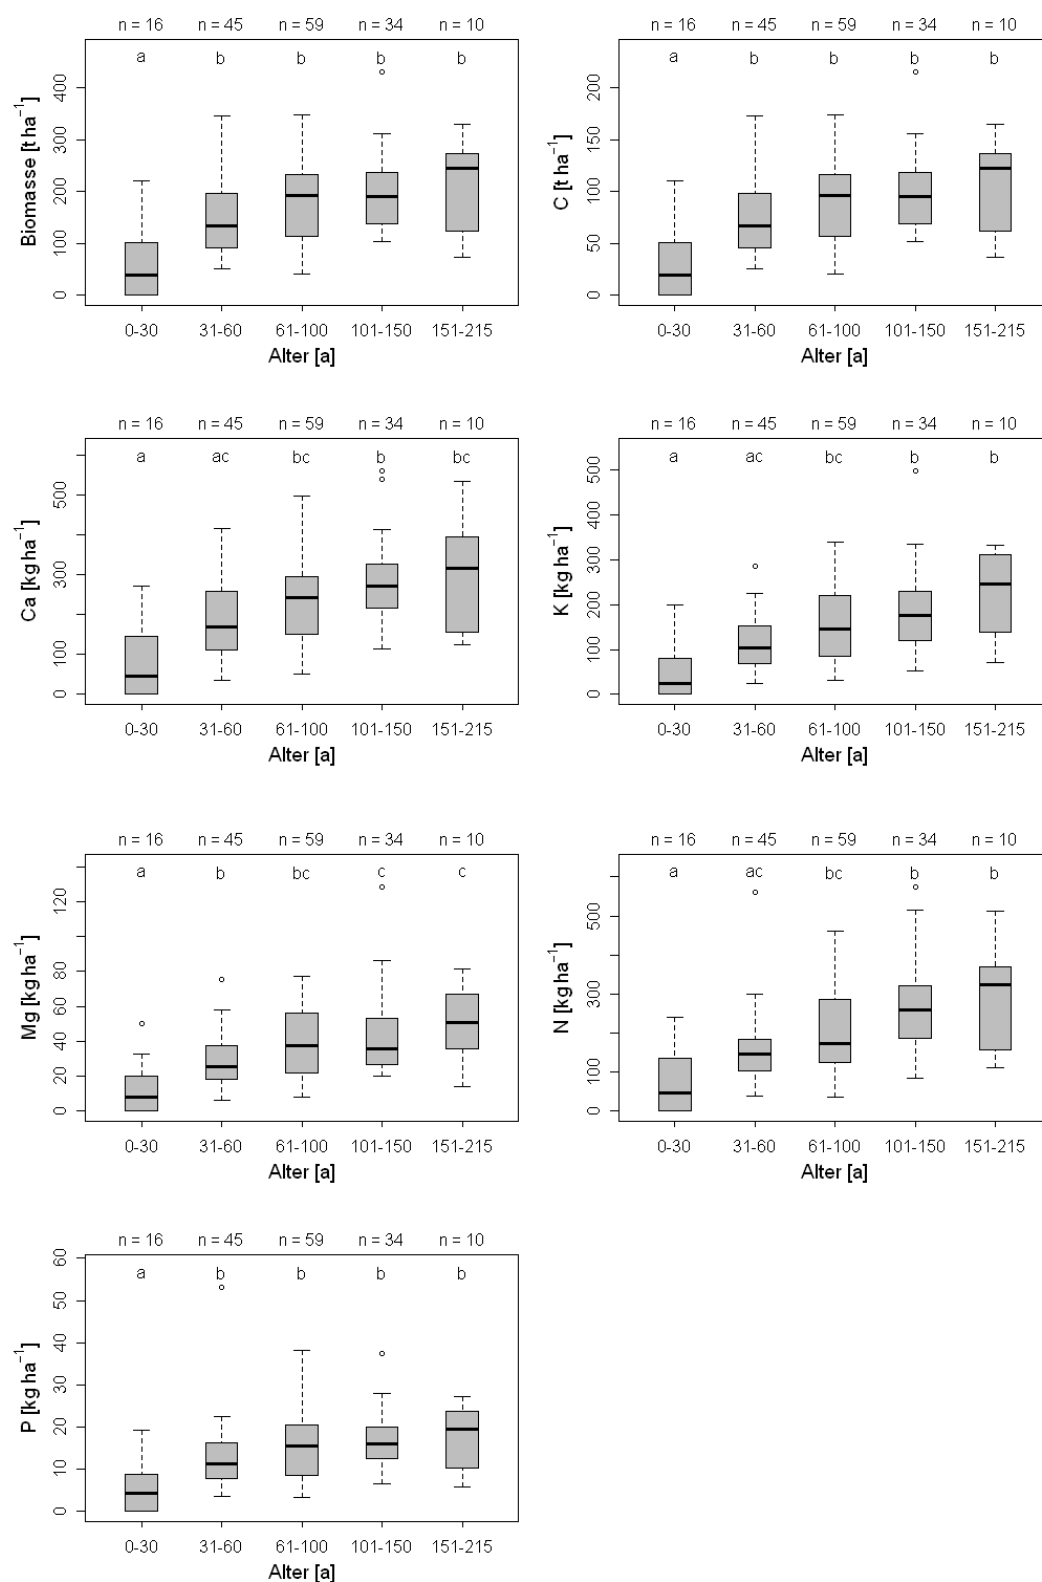 n = 16 n = 45 n = 59 n = 34 n = 10
a b b b b
Biomasse [t ha⁻¹]
400
300
200
100
0
0-30 31-60 61-100 101-150 151-215
Alter [a]
n = 16 n = 45 n = 59 n = 34 n = 10
a b b b b
C [t ha⁻¹]
200
150
100
50
0
0-30 31-60 61-100 101-150 151-215
Alter [a]
n = 16 n = 45 n = 59 n = 34 n = 10
a ac bc b bc
Ca [kg ha⁻¹]
500
300
100
0
0-30 31-60 61-100 101-150 151-215
Alter [a]
n = 16 n = 45 n = 59 n = 34 n = 10
a ac bc b b
K [kg ha⁻¹]
500
400
300
200
100
0
0-30 31-60 61-100 101-150 151-215
Alter [a]
n = 16 n = 45 n = 59 n = 34 n = 10
a b bc c c
Mg [kg ha⁻¹]
120
80
60
40
20
0
0-30 31-60 61-100 101-150 151-215
Alter [a]
n = 16 n = 45 n = 59 n = 34 n = 10
a ac bc b b
N [kg ha⁻¹]
500
300
100
0
0-30 31-60 61-100 101-150 151-215
Alter [a]
n = 16 n = 45 n = 59 n = 34 n = 10
a b b b b
P [kg ha⁻¹]
60
50
40
30
20
10
0
0-30 31-60 61-100 101-150 151-215
Alter [a]